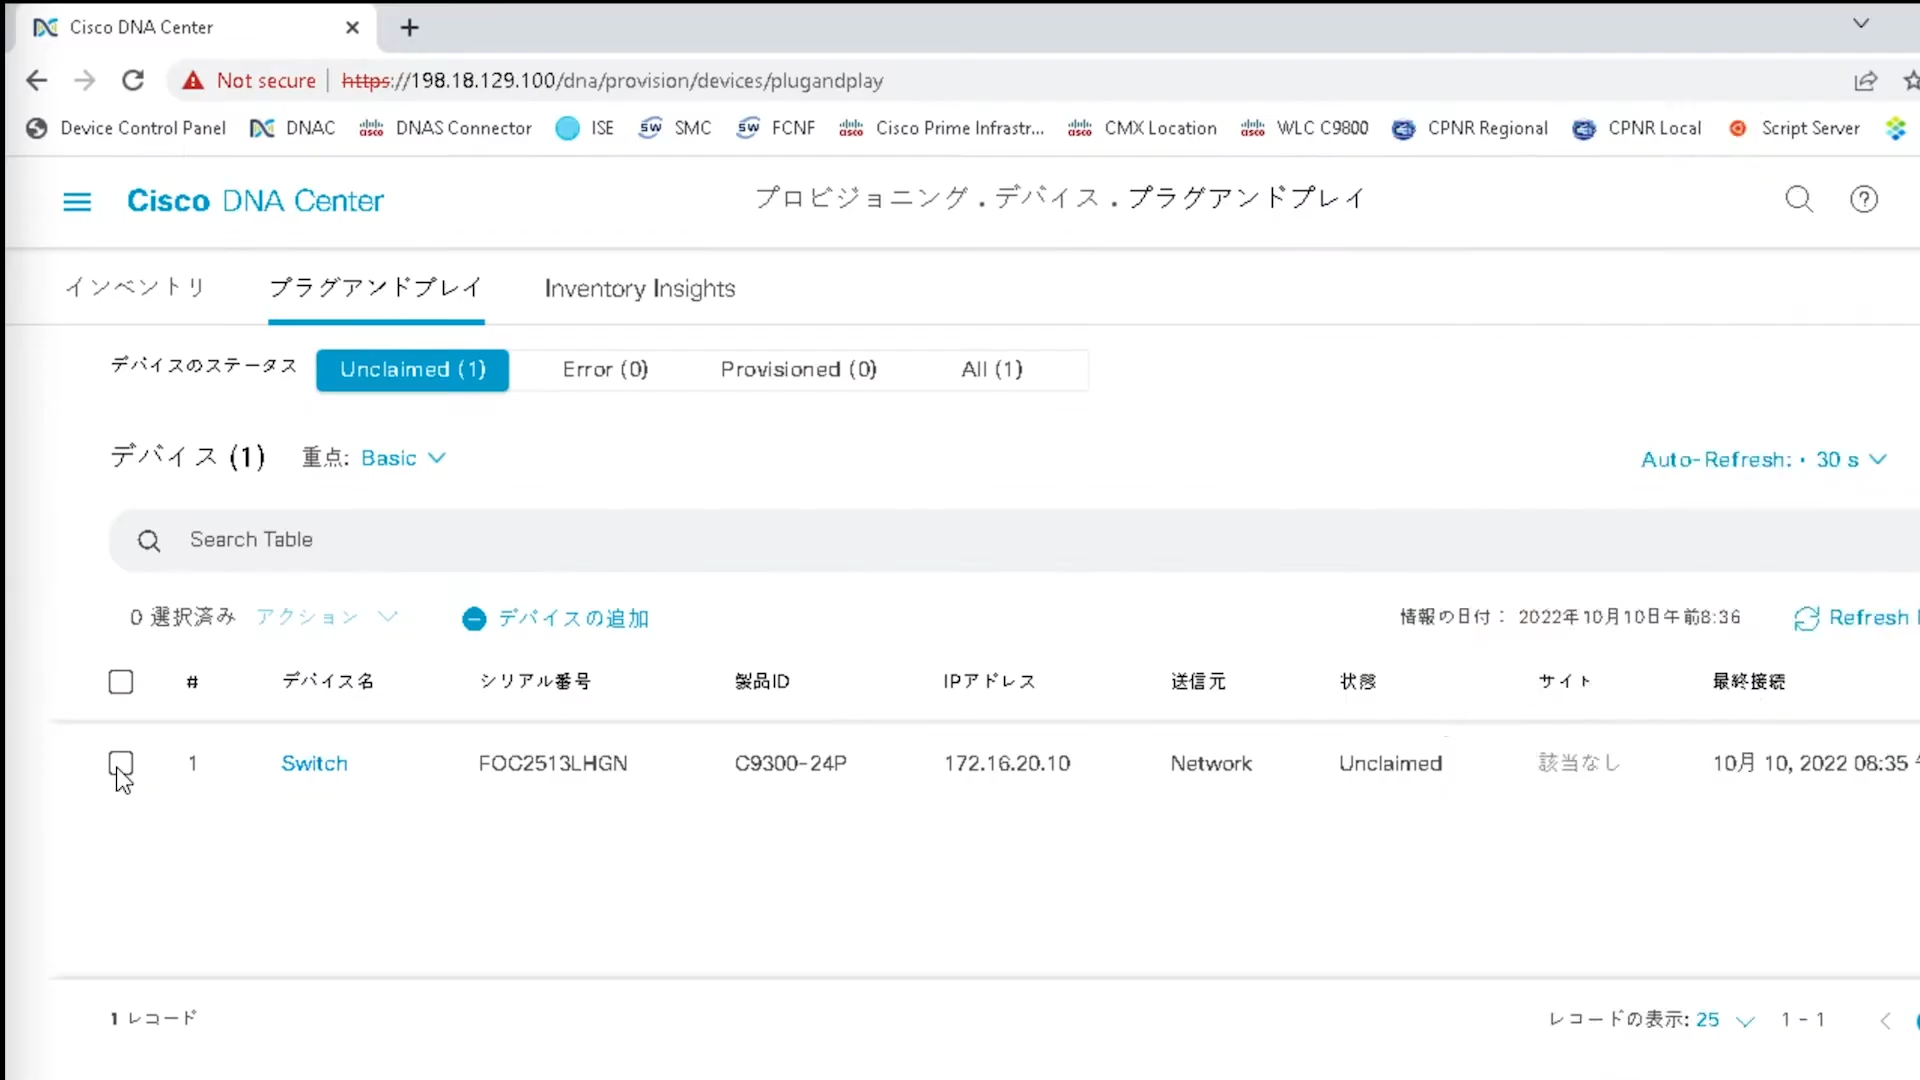 Cisco DNA Center
Not secure https://198.18.129.100/dna/provision/devices/plugandplay
Device Control Panel DNAC DNAS Connector ISE SMC FCNF Cisco Prime Infrastr... CMX Location WLC C9800 CPNR Regional CPNR Local Script Server
Cisco DNA Center プロビジョニング . デバイス . プラグアンドプレイ
インベントリ プラグアンドプレイ Inventory Insights
デバイスのステータス Unclaimed (1) Error (0) Provisioned (0) All (1)
デバイス (1) 重点: Basic Auto-Refresh: • 30 s
Search Table
0 選択済み アクション デバイスの追加 情報の日付： 2022年10月10日午前8:36 Refresh
# デバイス名 シリアル番号 製品ID IPアドレス 送信元 状態 サイト 最終接続
1 Switch FOC2513LHGN C9300-24P 172.16.20.10 Network Unclaimed 該当なし 10月 10, 2022 08:35
1 レコード レコードの表示: 25 1 - 1